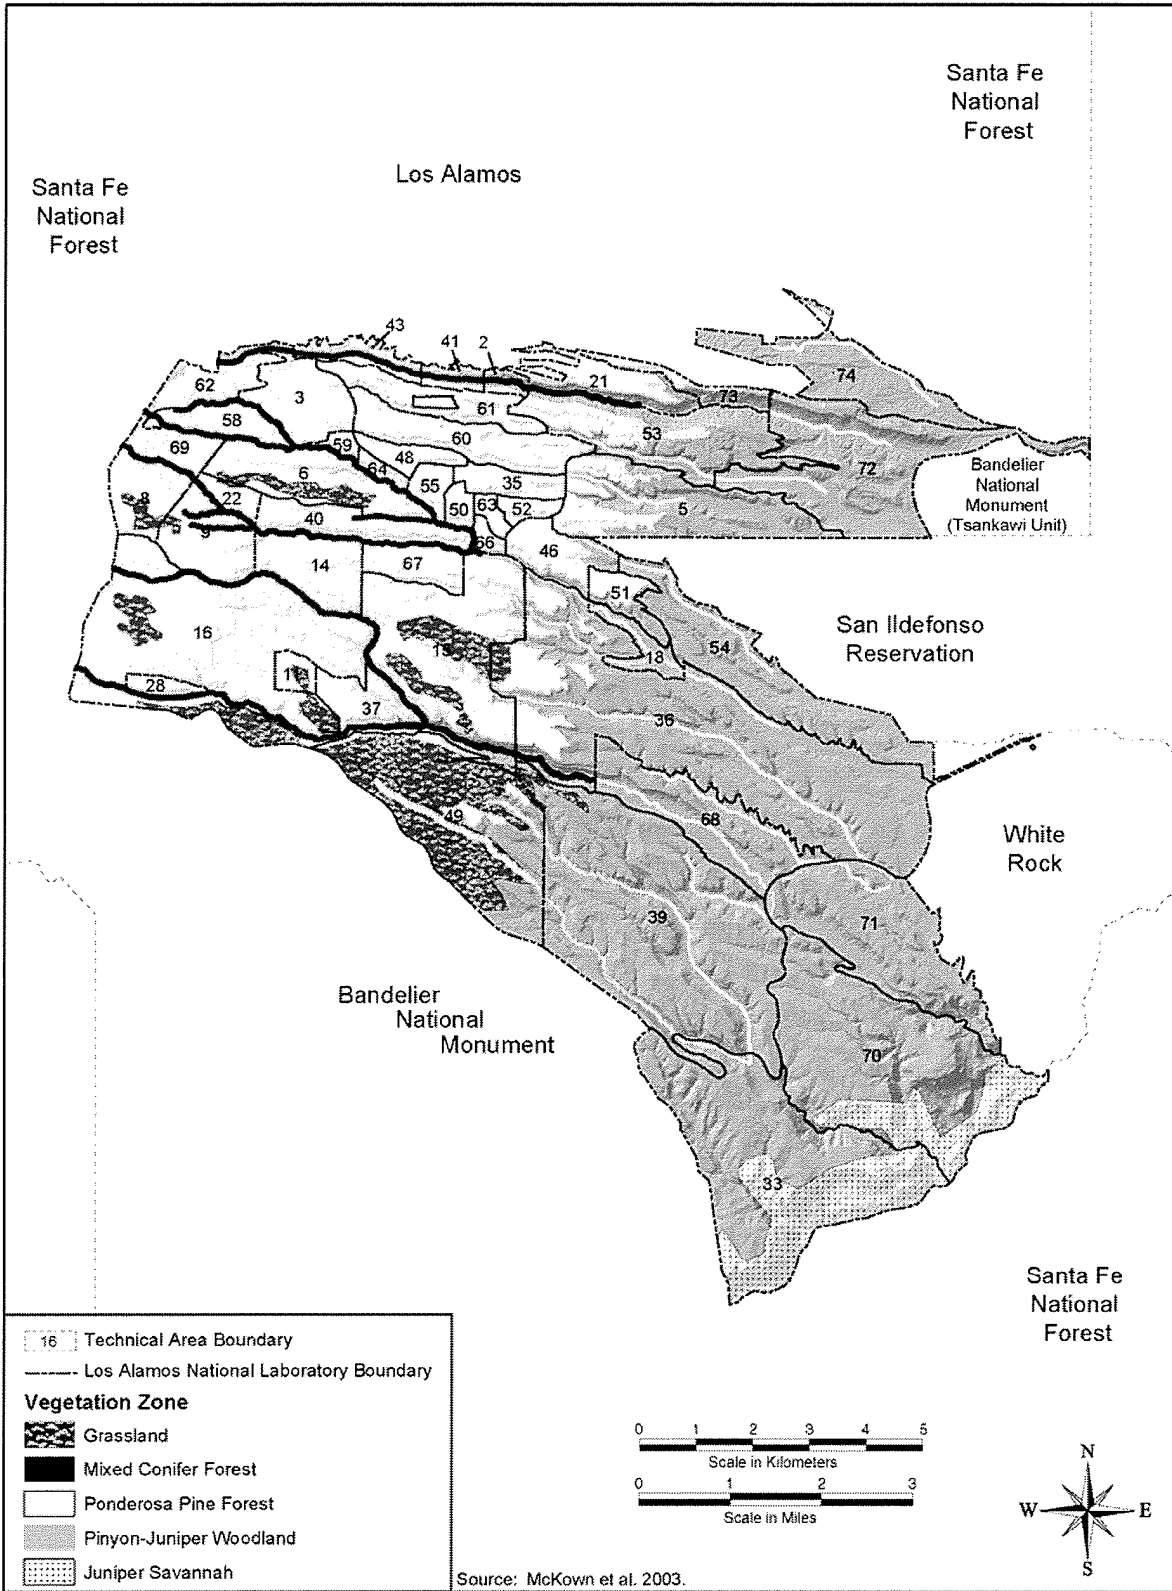 Santa Fe
National
Forest
Los Alamos
Santa Fe
National
Forest
43
41
2
62
3
21
73
74
61
58
59
60
53
69
48
64
6
72
Bandelier
National
Monument
(Tsankawi Unit)
55
35
8
22
50
63
52
5
40
9
66
46
14
67
51
16
15
18
54
San Ildefonso
Reservation
28
11
37
36
49
68
White
Rock
39
71
Bandelier
National
Monument
70
33
Santa Fe
National
Forest
16 Technical Area Boundary
Los Alamos National Laboratory Boundary
Vegetation Zone
Grassland
Mixed Conifer Forest
Ponderosa Pine Forest
Pinyon-Juniper Woodland
Juniper Savannah
0 1 2 3 4 5
Scale in Kilometers
0 1 2 3
Scale in Miles
N
W E
S
Source: McKown et al. 2003.